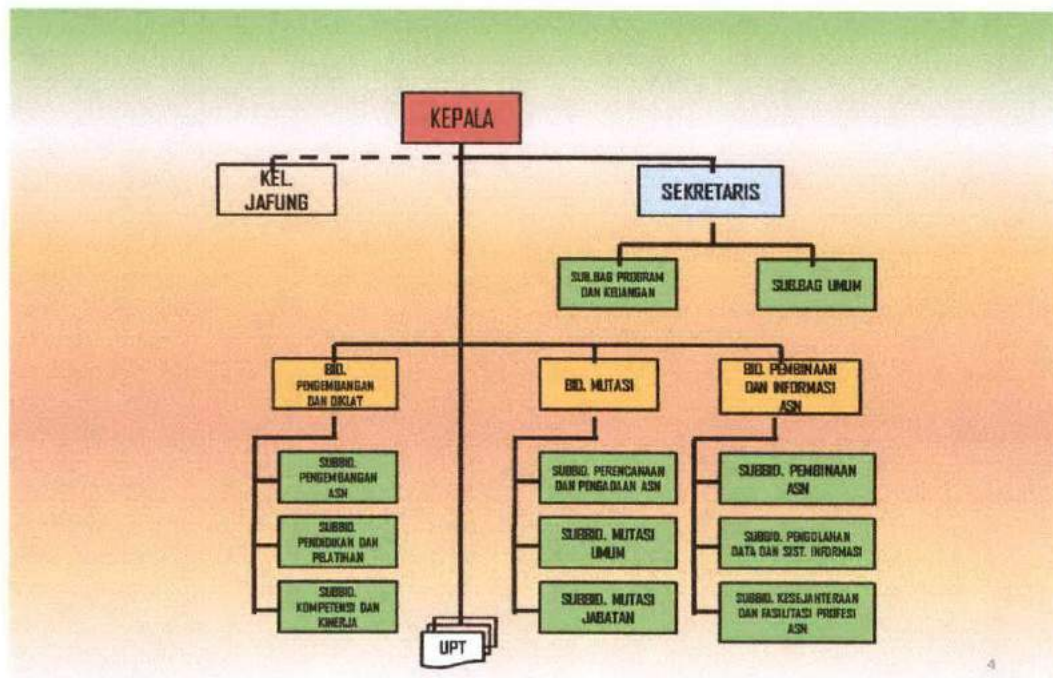 KEPALA
KEL.
JAFUNG
SEKRETARIS
SUB.BAG PROGRAM
DAN KEUANGAN
SUB.BAG UMUM
BID.
PENGEMBANGAN
DAN DIKLAT
BID. MUTASI
BID. PEMBINAAN
DAN INFORMASI
ASN
SUBBID.
PENGEMBANGAN
ASN
SUBBID. PERENCANAAN
DAN PENGADAAN ASN
SUBBID. PEMBINAAN
ASN
SUBBID.
PENDIDIKAN DAN
PELATIHAN
SUBBID. MUTASI
UMUM
SUBBID. PENGOLAHAN
DATA DAN SIST. INFORMASI
SUBBID.
KOMPETENSI DAN
KINERJA
SUBBID. MUTASI
JABATAN
SUBBID. KESEJAHTERAAN
DAN FASILITASI PROFESI
ASN
UPT
4